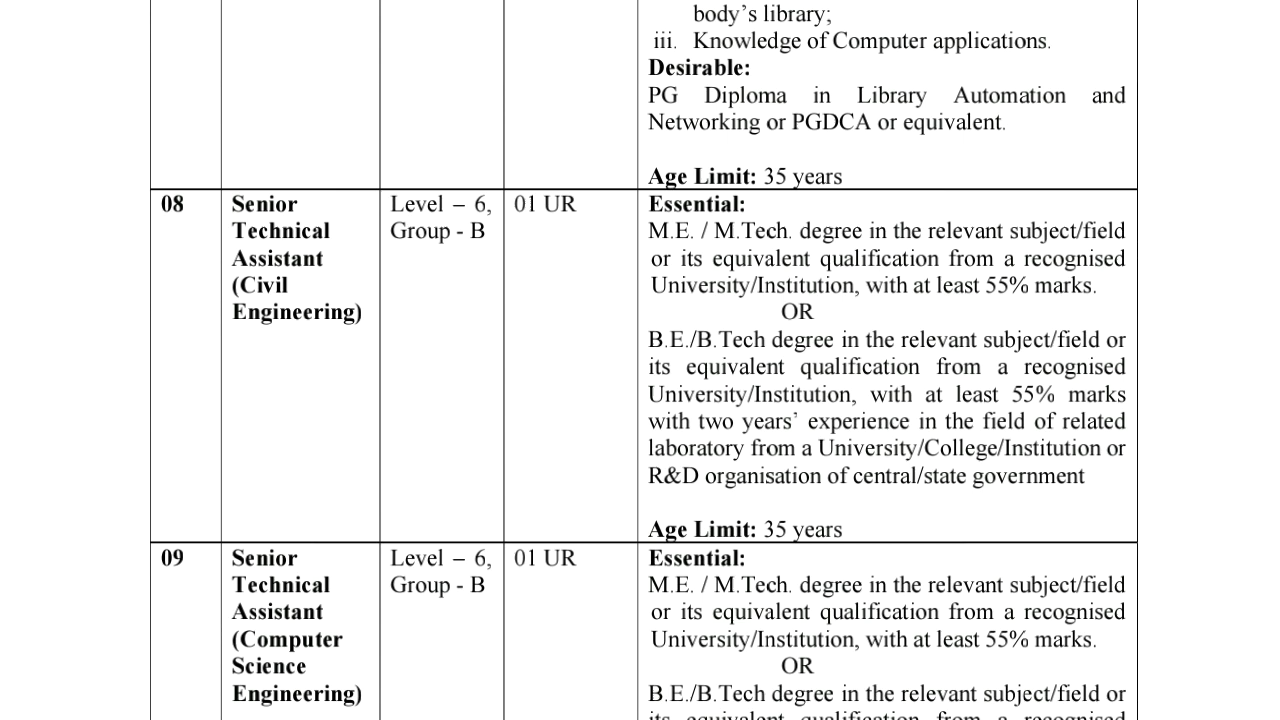 body’s library;
iii. Knowledge of Computer applications.
Desirable:
PG Diploma in Library Automation and
Networking or PGDCA or equivalent.
Age Limit: 35 years
08
Senior
Technical
Assistant
(Civil
Engineering)
Level – 6,
Group - B
01 UR
Essential:
M.E. / M.Tech. degree in the relevant subject/field
or its equivalent qualification from a recognised
University/Institution, with at least 55% marks.
OR
B.E./B.Tech degree in the relevant subject/field or
its equivalent qualification from a recognised
University/Institution, with at least 55% marks
with two years’ experience in the field of related
laboratory from a University/College/Institution or
R&D organisation of central/state government
Age Limit: 35 years
09
Senior
Technical
Assistant
(Computer
Science
Engineering)
Level – 6,
Group - B
01 UR
Essential:
M.E. / M.Tech. degree in the relevant subject/field
or its equivalent qualification from a recognised
University/Institution, with at least 55% marks.
OR
B.E./B.Tech degree in the relevant subject/field or
its equivalent qualification from a recognised